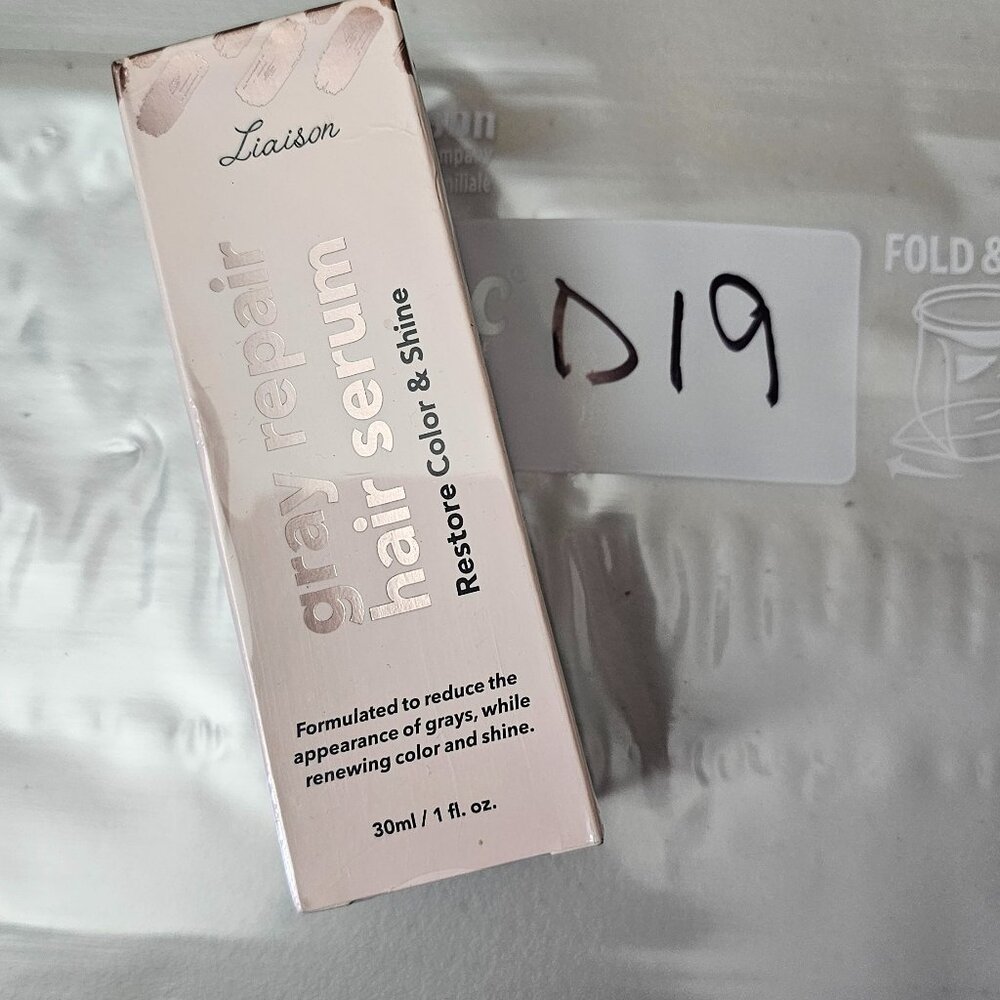 Liaison
gray repair
hair serum
Restore Color & Shine
Formulated to reduce the
appearance of grays, while
renewing color and shine.
30ml / 1 fl. oz.
D19
FOLD &